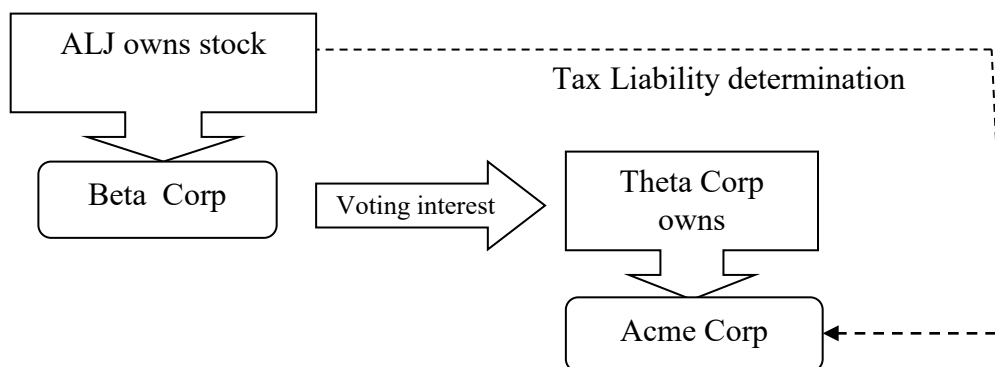 ALJ owns stock
Tax Liability determination
Beta Corp
Voting interest
Theta Corp
owns
Acme Corp